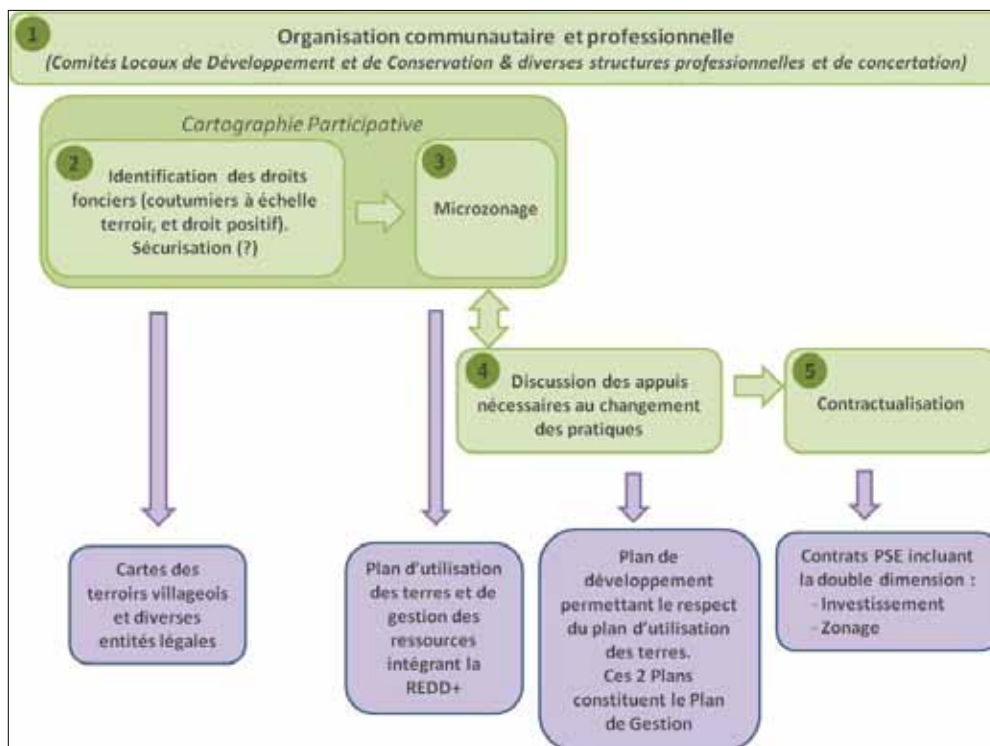 1
Organisation communautaire et professionnelle
(Comités Locaux de Développement et de Conservation & diverses structures professionnelles et de concertation)
Cartographie Participative
2
Identification des droits
fonciers (coutumiers à échelle
terroir, et droit positif).
Sécurisation (?)
3
Microzonage
4
Discussion des appuis
nécessaires au changement
des pratiques
5
Contractualisation
Cartes des
terroirs villageois
et diverses
entités légales
Plan d'utilisation
des terres et de
gestion des
ressources
intégrant la
REDD+
Plan de
développement
permettant le respect
du plan d'utilisation
des terres.
Ces 2 Plans
constituent le Plan
de Gestion
Contrats PSE incluant
la double dimension :
- Investissement
- Zonage